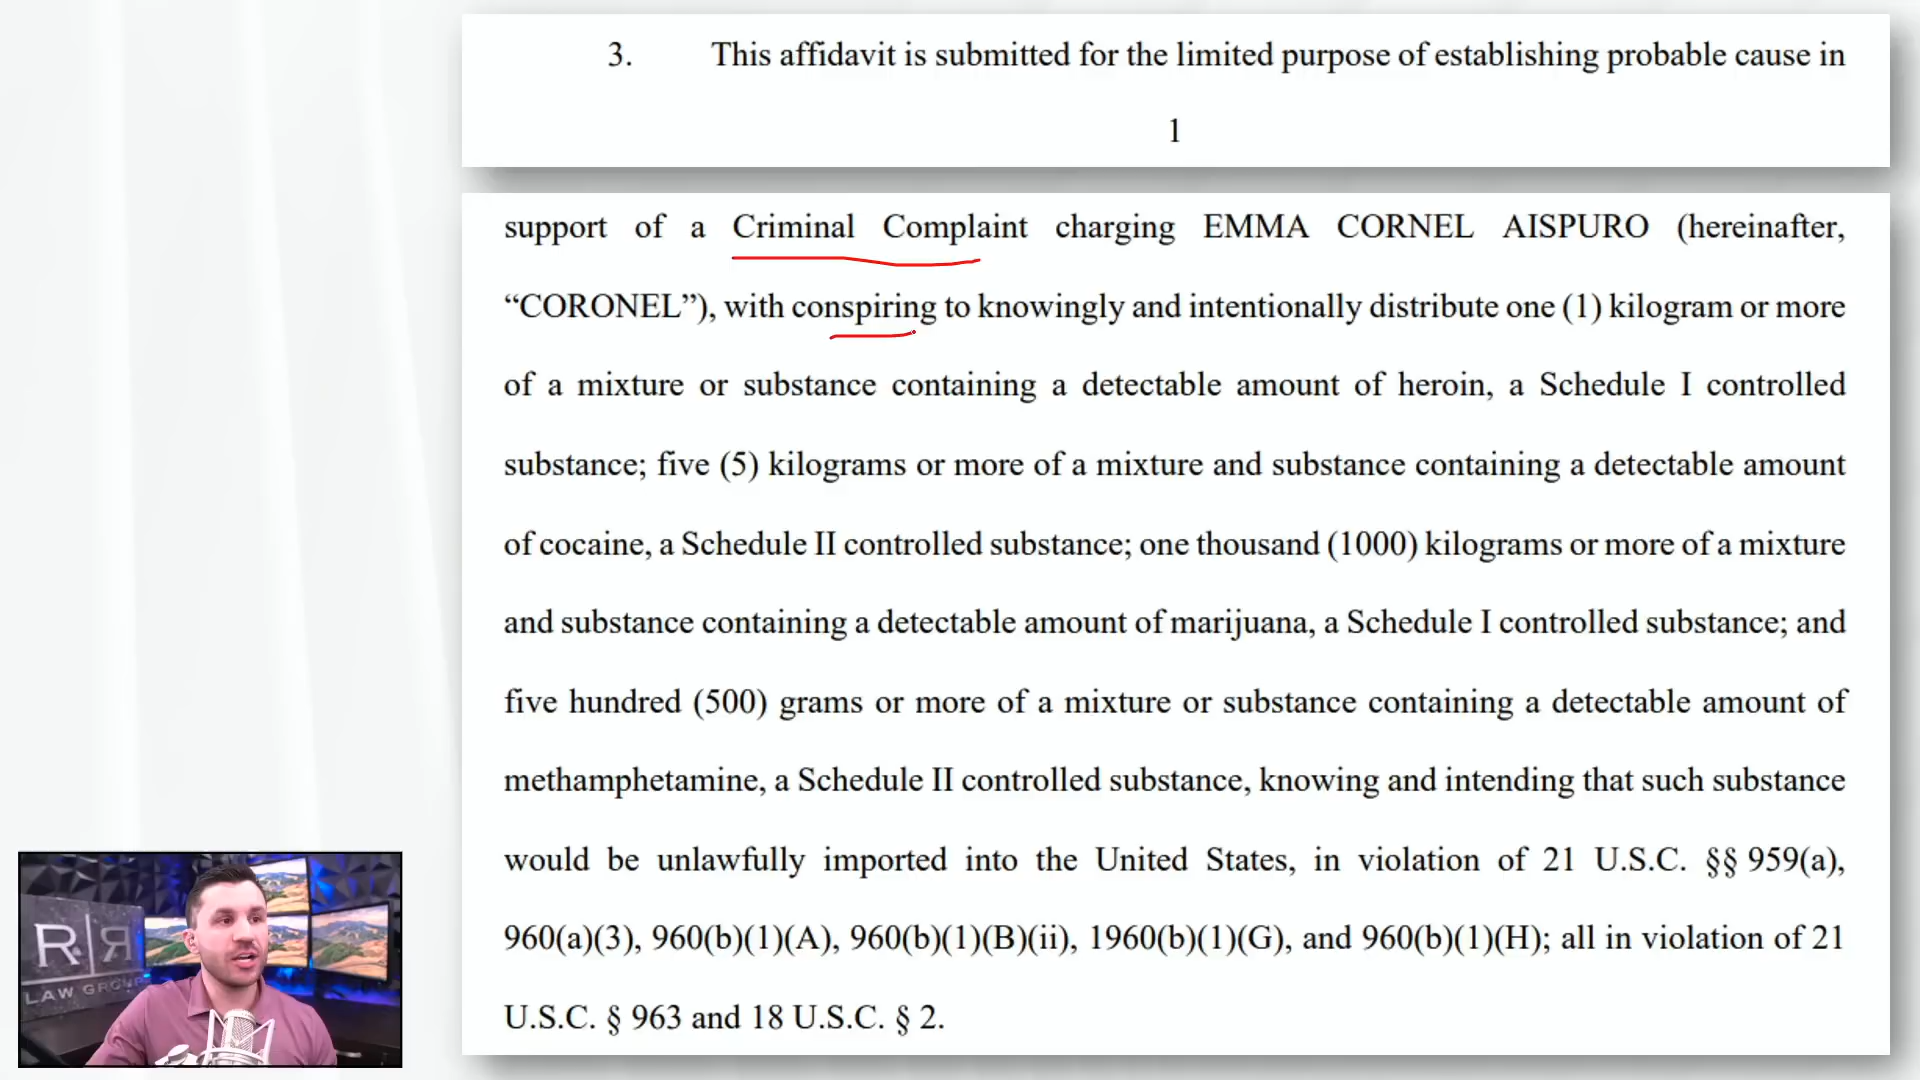 3. This affidavit is submitted for the limited purpose of establishing probable cause in
1
support of a Criminal Complaint charging EMMA CORNEL AISPURO (hereinafter,
“CORONEL”), with conspiring to knowingly and intentionally distribute one (1) kilogram or more
of a mixture or substance containing a detectable amount of heroin, a Schedule I controlled
substance; five (5) kilograms or more of a mixture and substance containing a detectable amount
of cocaine, a Schedule II controlled substance; one thousand (1000) kilograms or more of a mixture
and substance containing a detectable amount of marijuana, a Schedule I controlled substance; and
five hundred (500) grams or more of a mixture or substance containing a detectable amount of
methamphetamine, a Schedule II controlled substance, knowing and intending that such substance
would be unlawfully imported into the United States, in violation of 21 U.S.C. §§ 959(a),
960(a)(3), 960(b)(1)(A), 960(b)(1)(B)(ii), 1960(b)(1)(G), and 960(b)(1)(H); all in violation of 21
U.S.C. § 963 and 18 U.S.C. § 2.
R|R
LAW GROUP